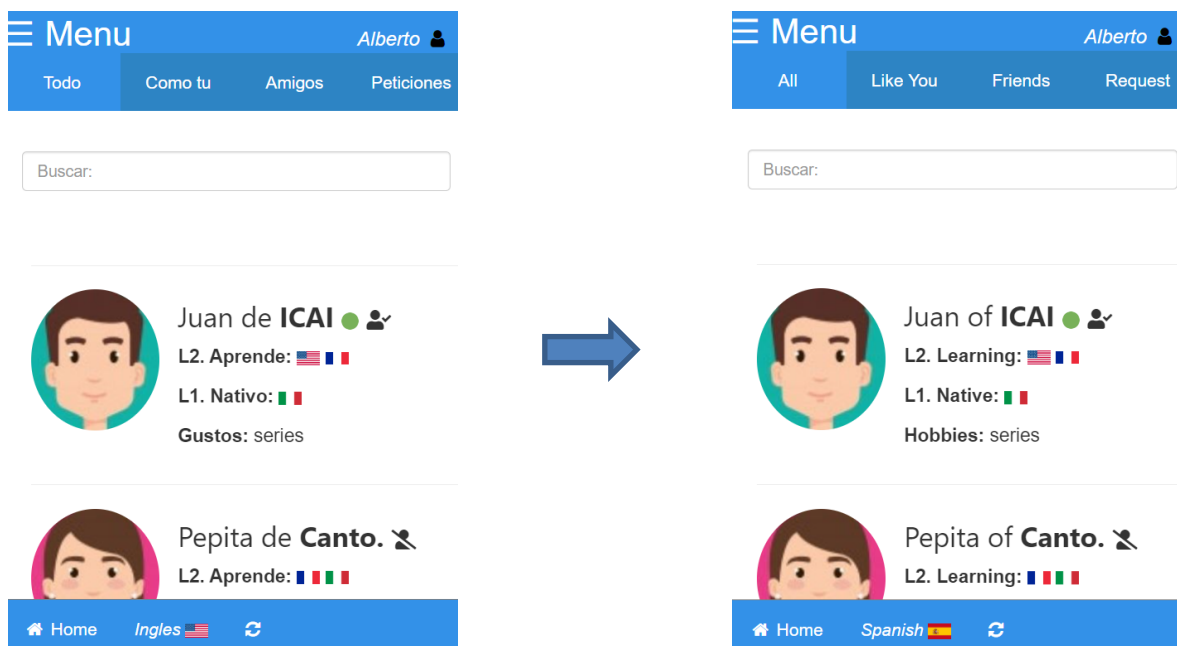 ☰ Menu
Alberto
Todo Como tu Amigos Peticiones
Buscar:
Juan de ICAI
L2. Aprende:
L1. Nativo:
Gustos: series
Pepita de Canto.
L2. Aprende:
Home Ingles
☰ Menu
Alberto
All Like You Friends Request
Buscar:
Juan of ICAI
L2. Learning:
L1. Native:
Hobbies: series
Pepita of Canto.
L2. Learning:
Home Spanish